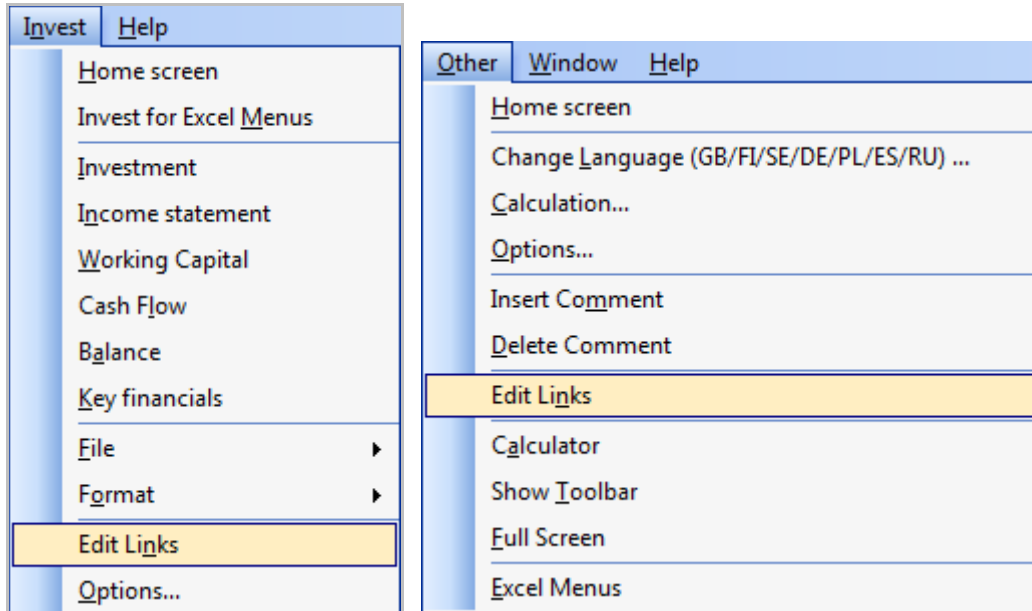 Invest Help
Home screen
Invest for Excel Menus
Investment
Income statement
Working Capital
Cash Flow
Balance
Key financials
File
Format
Edit Links
Options...
Other Window Help
Home screen
Change Language (GB/FI/SE/DE/PL/ES/RU) ...
Calculation...
Options...
Insert Comment
Delete Comment
Edit Links
Calculator
Show Toolbar
Full Screen
Excel Menus